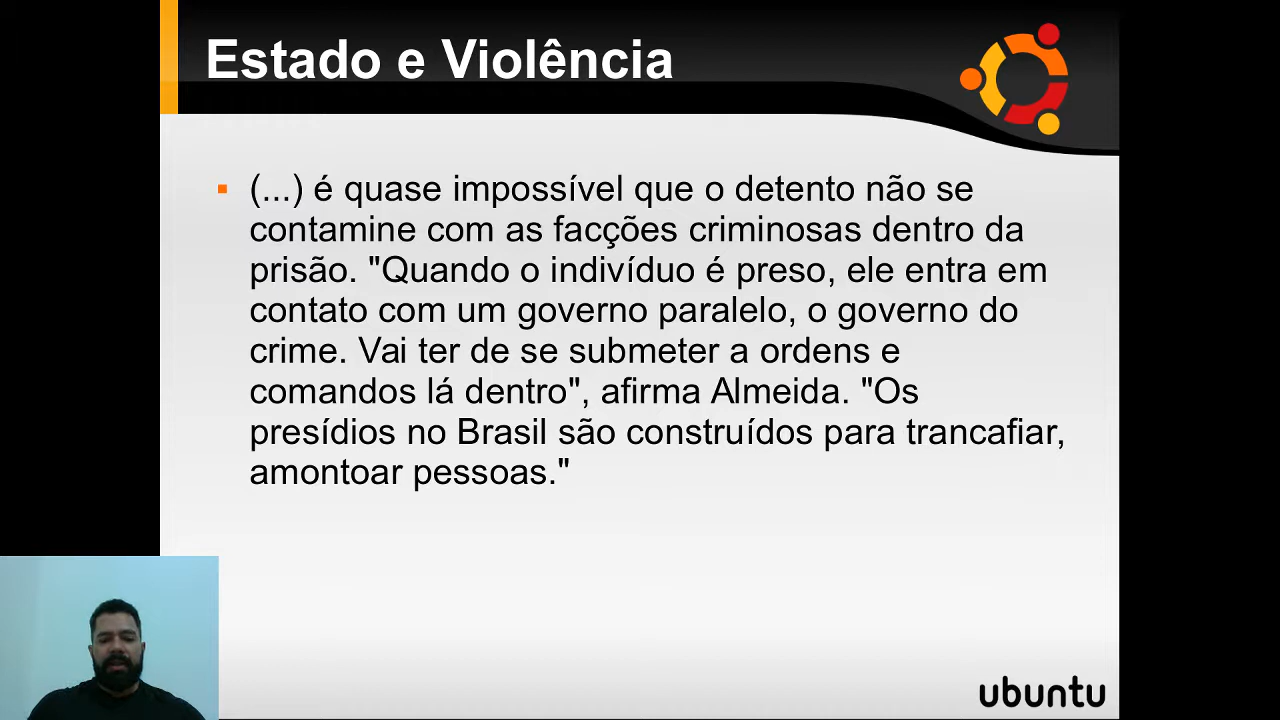 Estado e Violência
(...) é quase impossível que o detento não se
contamine com as facções criminosas dentro da
prisão. "Quando o indivíduo é preso, ele entra em
contato com um governo paralelo, o governo do
crime. Vai ter de se submeter a ordens e
comandos lá dentro", afirma Almeida. "Os
presídios no Brasil são construídos para trancafiar,
amontoar pessoas."
ubuntu